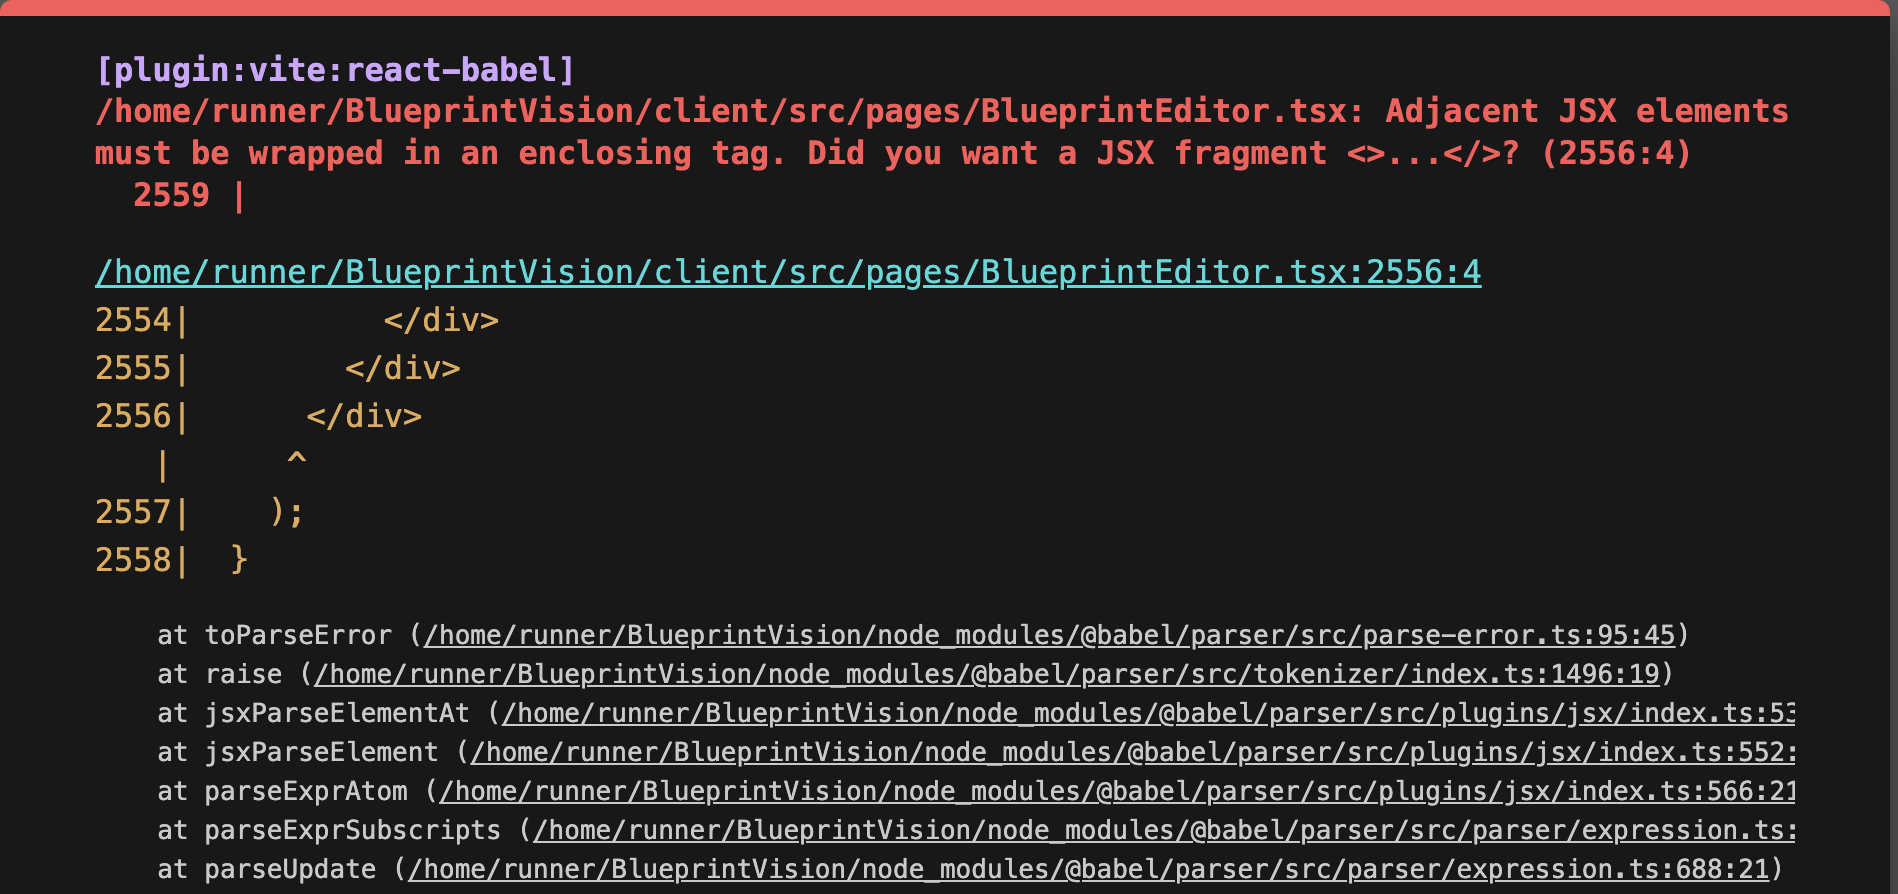 [plugin:vite:react-babel]
/home/runner/BlueprintVision/client/src/pages/BlueprintEditor.tsx: Adjacent JSX elements
must be wrapped in an enclosing tag. Did you want a JSX fragment <>...</>? (2556:4)
  2559 |
/home/runner/BlueprintVision/client/src/pages/BlueprintEditor.tsx:2556:4
2554|          </div>
2555|        </div>
2556|      </div>
   |      ^
2557|    );
2558|  }
    at toParseError (/home/runner/BlueprintVision/node_modules/@babel/parser/src/parse-error.ts:95:45)
    at raise (/home/runner/BlueprintVision/node_modules/@babel/parser/src/tokenizer/index.ts:1496:19)
    at jsxParseElementAt (/home/runner/BlueprintVision/node_modules/@babel/parser/src/plugins/jsx/index.ts:53
    at jsxParseElement (/home/runner/BlueprintVision/node_modules/@babel/parser/src/plugins/jsx/index.ts:552:
    at parseExprAtom (/home/runner/BlueprintVision/node_modules/@babel/parser/src/plugins/jsx/index.ts:566:21
    at parseExprSubscripts (/home/runner/BlueprintVision/node_modules/@babel/parser/src/parser/expression.ts:
    at parseUpdate (/home/runner/BlueprintVision/node_modules/@babel/parser/src/parser/expression.ts:688:21)